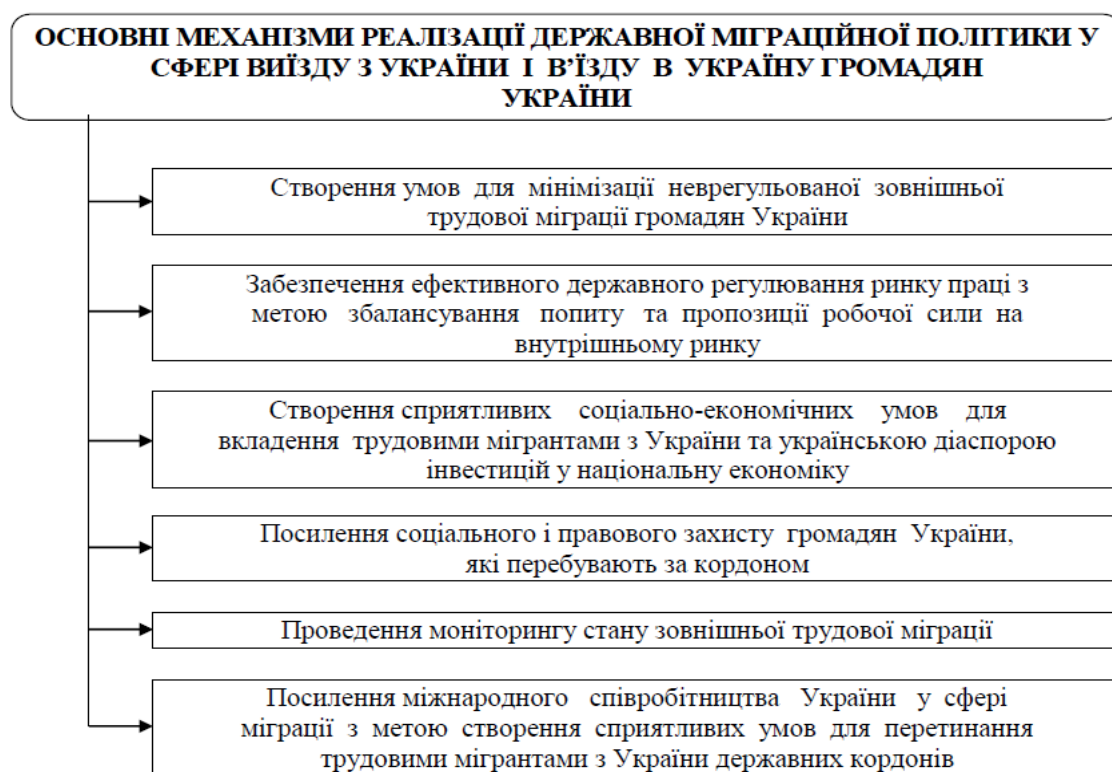 ОСНОВНІ МЕХАНІЗМИ РЕАЛІЗАЦІЇ ДЕРЖАВНОЇ МІГРАЦІЙНОЇ ПОЛІТИКИ У
СФЕРІ ВИЇЗДУ З УКРАЇНИ І В’ЇЗДУ В УКРАЇНУ ГРОМАДЯН
УКРАЇНИ
Створення умов для мінімізації неврегульованої зовнішньої
трудової міграції громадян України
Забезпечення ефективного державного регулювання ринку праці з
метою збалансування попиту та пропозиції робочої сили на
внутрішньому ринку
Створення сприятливих соціально-економічних умов для
вкладення трудовими мігрантами з України та українською діаспорою
інвестицій у національну економіку
Посилення соціального і правового захисту громадян України,
які перебувають за кордоном
Проведення моніторингу стану зовнішньої трудової міграції
Посилення міжнародного співробітництва України у сфері
міграції з метою створення сприятливих умов для перетинання
трудовими мігрантами з України державних кордонів